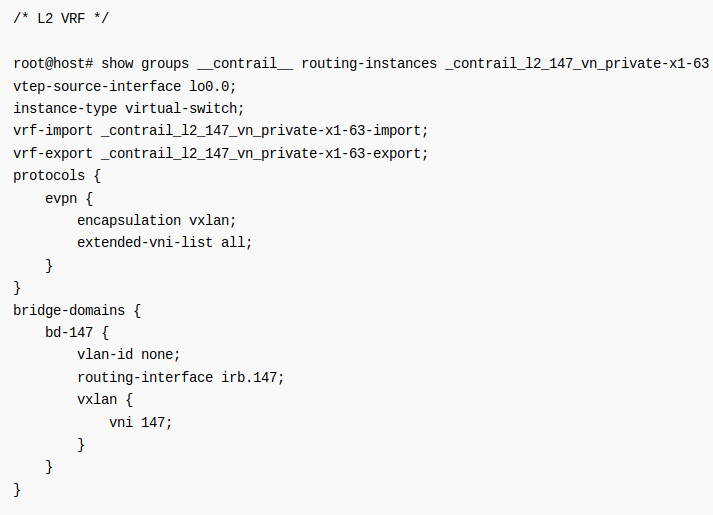 /* L2 VRF */
root@host# show groups __contrail__ routing-instances _contrail_l2_147_vn_private-x1-63
vtep-source-interface lo0.0;
instance-type virtual-switch;
vrf-import _contrail_l2_147_vn_private-x1-63-import;
vrf-export _contrail_l2_147_vn_private-x1-63-export;
protocols {
    evpn {
        encapsulation vxlan;
        extended-vni-list all;
    }
}
bridge-domains {
    bd-147 {
        vlan-id none;
        routing-interface irb.147;
        vxlan {
            vni 147;
        }
    }
}